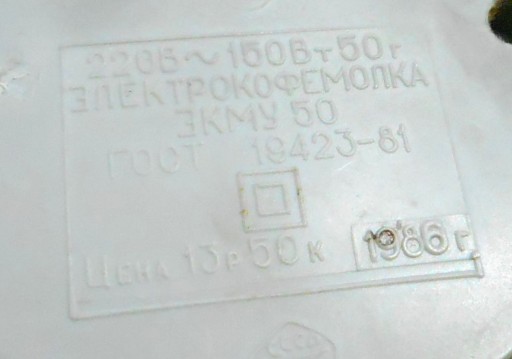 220В~150Вт50г
ЭЛЕКТРОКОФЕМОЛКА
ЭКМУ 50
ГОСТ 19423-81
ЦЕНА 13Р50К 1986г